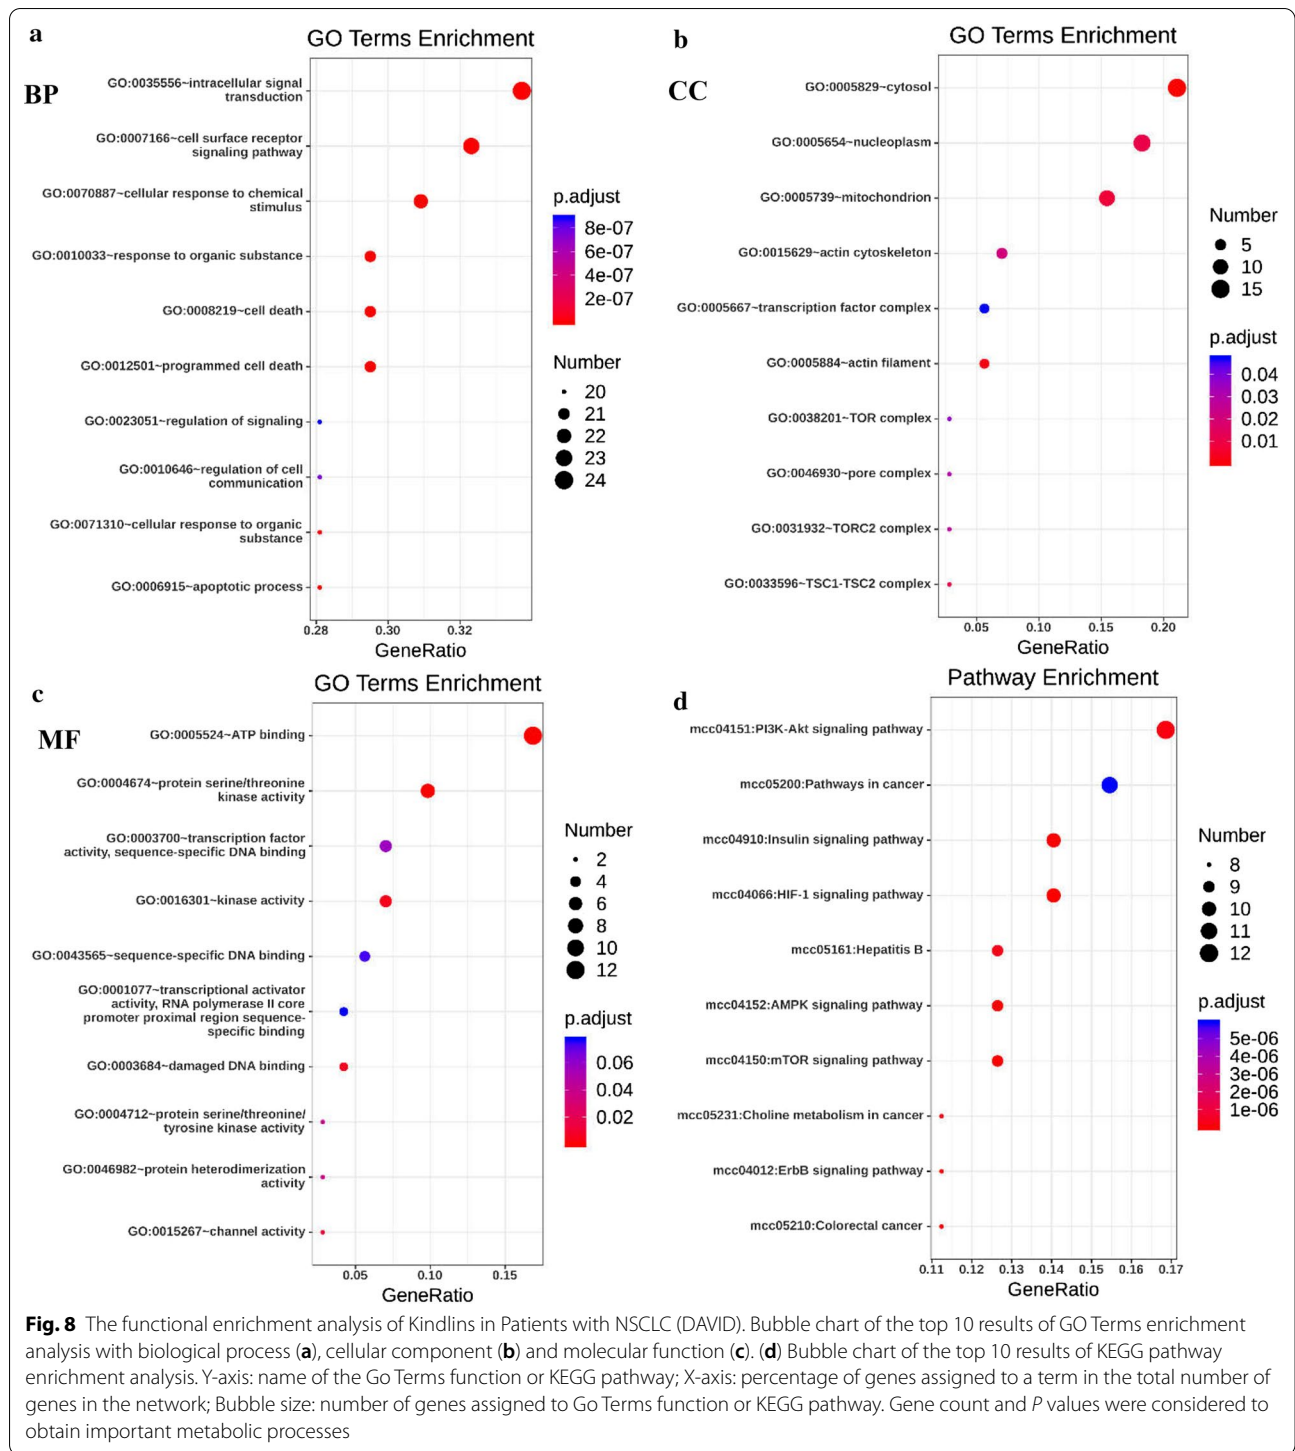 a
GO Terms Enrichment
BP
GO:0035556~intracellular signal
transduction
GO:0007166~cell surface receptor
signaling pathway
GO:0070887~cellular response to chemical
stimulus
GO:0010033~response to organic substance
GO:0008219~cell death
GO:0012501~programmed cell death
GO:0023051~regulation of signaling
GO:0010646~regulation of cell
communication
GO:0071310~cellular response to organic
substance
GO:0006915~apoptotic process
0.28 0.30 0.32
GeneRatio
p.adjust
8e-07
6e-07
4e-07
2e-07
Number
20
21
22
23
24
b
GO Terms Enrichment
CC
GO:0005829~cytosol
GO:0005654~nucleoplasm
GO:0005739~mitochondrion
GO:0015629~actin cytoskeleton
GO:0005667~transcription factor complex
GO:0005884~actin filament
GO:0038201~TOR complex
GO:0046930~pore complex
GO:0031932~TORC2 complex
GO:0033596~TSC1-TSC2 complex
0.05 0.10 0.15 0.20
GeneRatio
Number
5
10
15
p.adjust
0.04
0.03
0.02
0.01
c
GO Terms Enrichment
MF
GO:0005524~ATP binding
GO:0004674~protein serine/threonine
kinase activity
GO:0003700~transcription factor
activity, sequence-specific DNA binding
GO:0016301~kinase activity
GO:0043565~sequence-specific DNA binding
GO:0001077~transcriptional activator
activity, RNA polymerase II core
promoter proximal region sequence-
specific binding
GO:0003684~damaged DNA binding
GO:0004712~protein serine/threonine/
tyrosine kinase activity
GO:0046982~protein heterodimerization
activity
GO:0015267~channel activity
0.05 0.10 0.15
GeneRatio
Number
2
4
6
8
10
12
p.adjust
0.06
0.04
0.02
d
Pathway Enrichment
mcc04151:PI3K-Akt signaling pathway
mcc05200:Pathways in cancer
mcc04910:Insulin signaling pathway
mcc04066:HIF-1 signaling pathway
mcc05161:Hepatitis B
mcc04152:AMPK signaling pathway
mcc04150:mTOR signaling pathway
mcc05231:Choline metabolism in cancer
mcc04012:ErbB signaling pathway
mcc05210:Colorectal cancer
0.11 0.12 0.13 0.14 0.15 0.16 0.17
GeneRatio
Number
8
9
10
11
12
p.adjust
5e-06
4e-06
3e-06
2e-06
1e-06
Fig. 8 The functional enrichment analysis of Kindlins in Patients with NSCLC (DAVID). Bubble chart of the top 10 results of GO Terms enrichment
analysis with biological process (a), cellular component (b) and molecular function (c). (d) Bubble chart of the top 10 results of KEGG pathway
enrichment analysis. Y-axis: name of the Go Terms function or KEGG pathway; X-axis: percentage of genes assigned to a term in the total number of
genes in the network; Bubble size: number of genes assigned to Go Terms function or KEGG pathway. Gene count and P values were considered to
obtain important metabolic processes